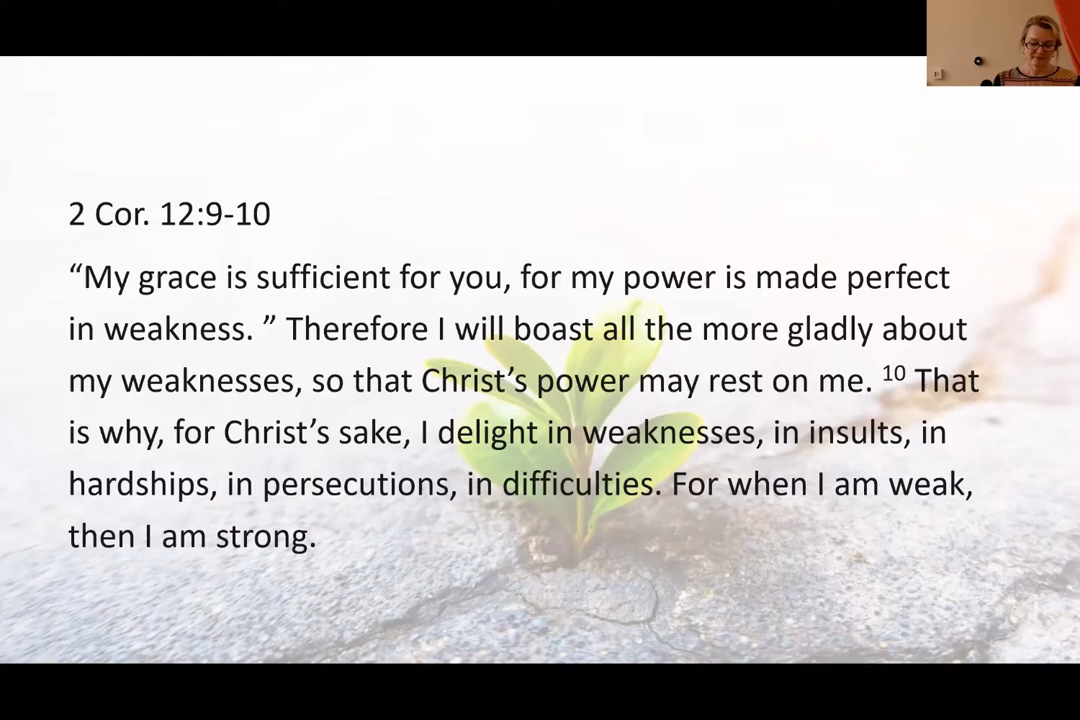 2 Cor. 12:9-10
“My grace is sufficient for you, for my power is made perfect
in weakness. ” Therefore I will boast all the more gladly about
my weaknesses, so that Christ’s power may rest on me. ¹⁰ That
is why, for Christ’s sake, I delight in weaknesses, in insults, in
hardships, in persecutions, in difficulties. For when I am weak,
then I am strong.